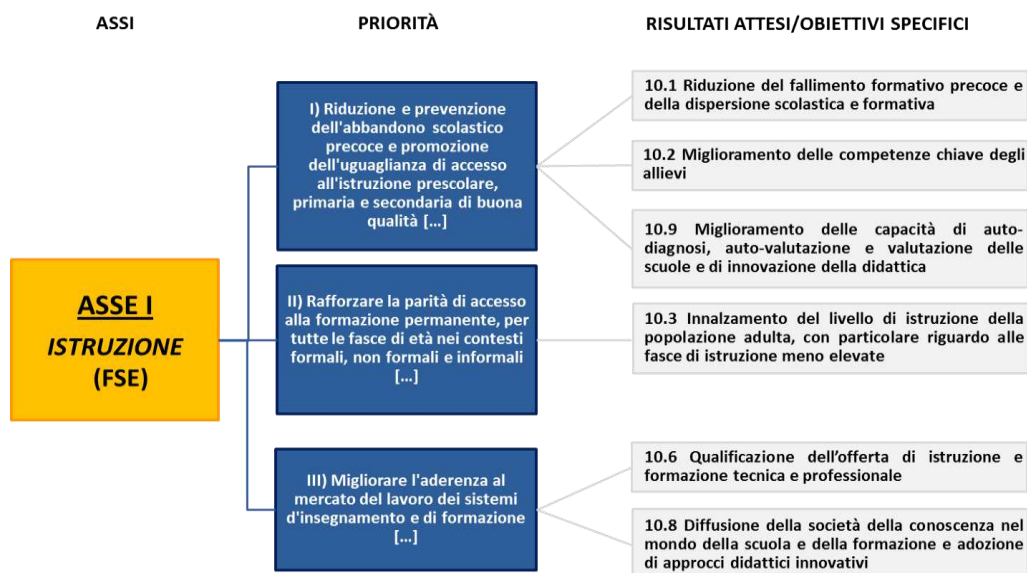 ASSI
PRIORITÀ
RISULTATI ATTESI/OBIETTIVI SPECIFICI
ASSE I
ISTRUZIONE
(FSE)
I) Riduzione e prevenzione
dell'abbandono scolastico
precoce e promozione
dell'uguaglianza di accesso
all'istruzione prescolare,
primaria e secondaria di buona
qualità [...]
10.1 Riduzione del fallimento formativo precoce e
della dispersione scolastica e formativa
10.2 Miglioramento delle competenze chiave degli
allievi
10.9 Miglioramento delle capacità di auto-
diagnosi, auto-valutazione e valutazione delle
scuole e di innovazione della didattica
II) Rafforzare la parità di accesso
alla formazione permanente, per
tutte le fasce di età nei contesti
formali, non formali e informali
[...]
10.3 Innalzamento del livello di istruzione della
popolazione adulta, con particolare riguardo alle
fasce di istruzione meno elevate
III) Migliorare l'aderenza al
mercato del lavoro dei sistemi
d'insegnamento e di formazione
[...]
10.6 Qualificazione dell’offerta di istruzione e
formazione tecnica e professionale
10.8 Diffusione della società della conoscenza nel
mondo della scuola e della formazione e adozione
di approcci didattici innovativi